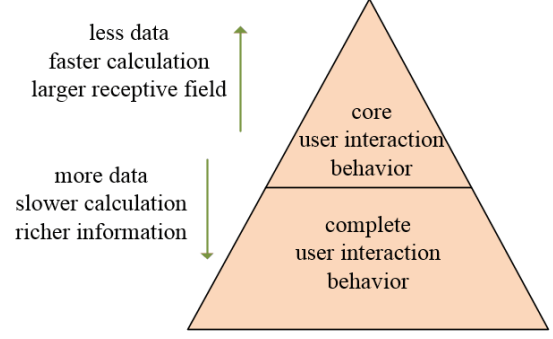 less data
faster calculation
larger receptive field
core
user interaction
behavior
more data
slower calculation
richer information
complete
user interaction
behavior